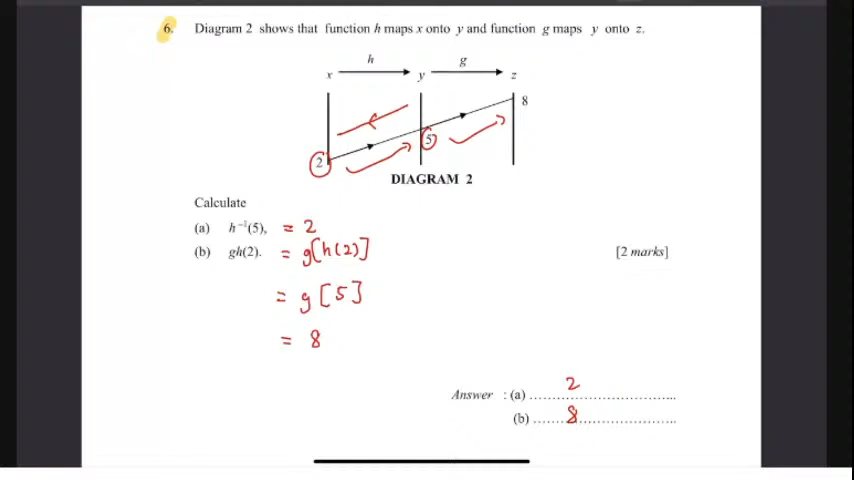 6. Diagram 2 shows that function h maps x onto y and function g maps y onto z.
h g
x y z
8
5
2
DIAGRAM 2
Calculate
(a) h⁻¹(5), = 2
(b) gh(2). = g[h(2)] [2 marks]
= g[5]
= 8
Answer : (a) ................................ 2
(b) ................................ 8